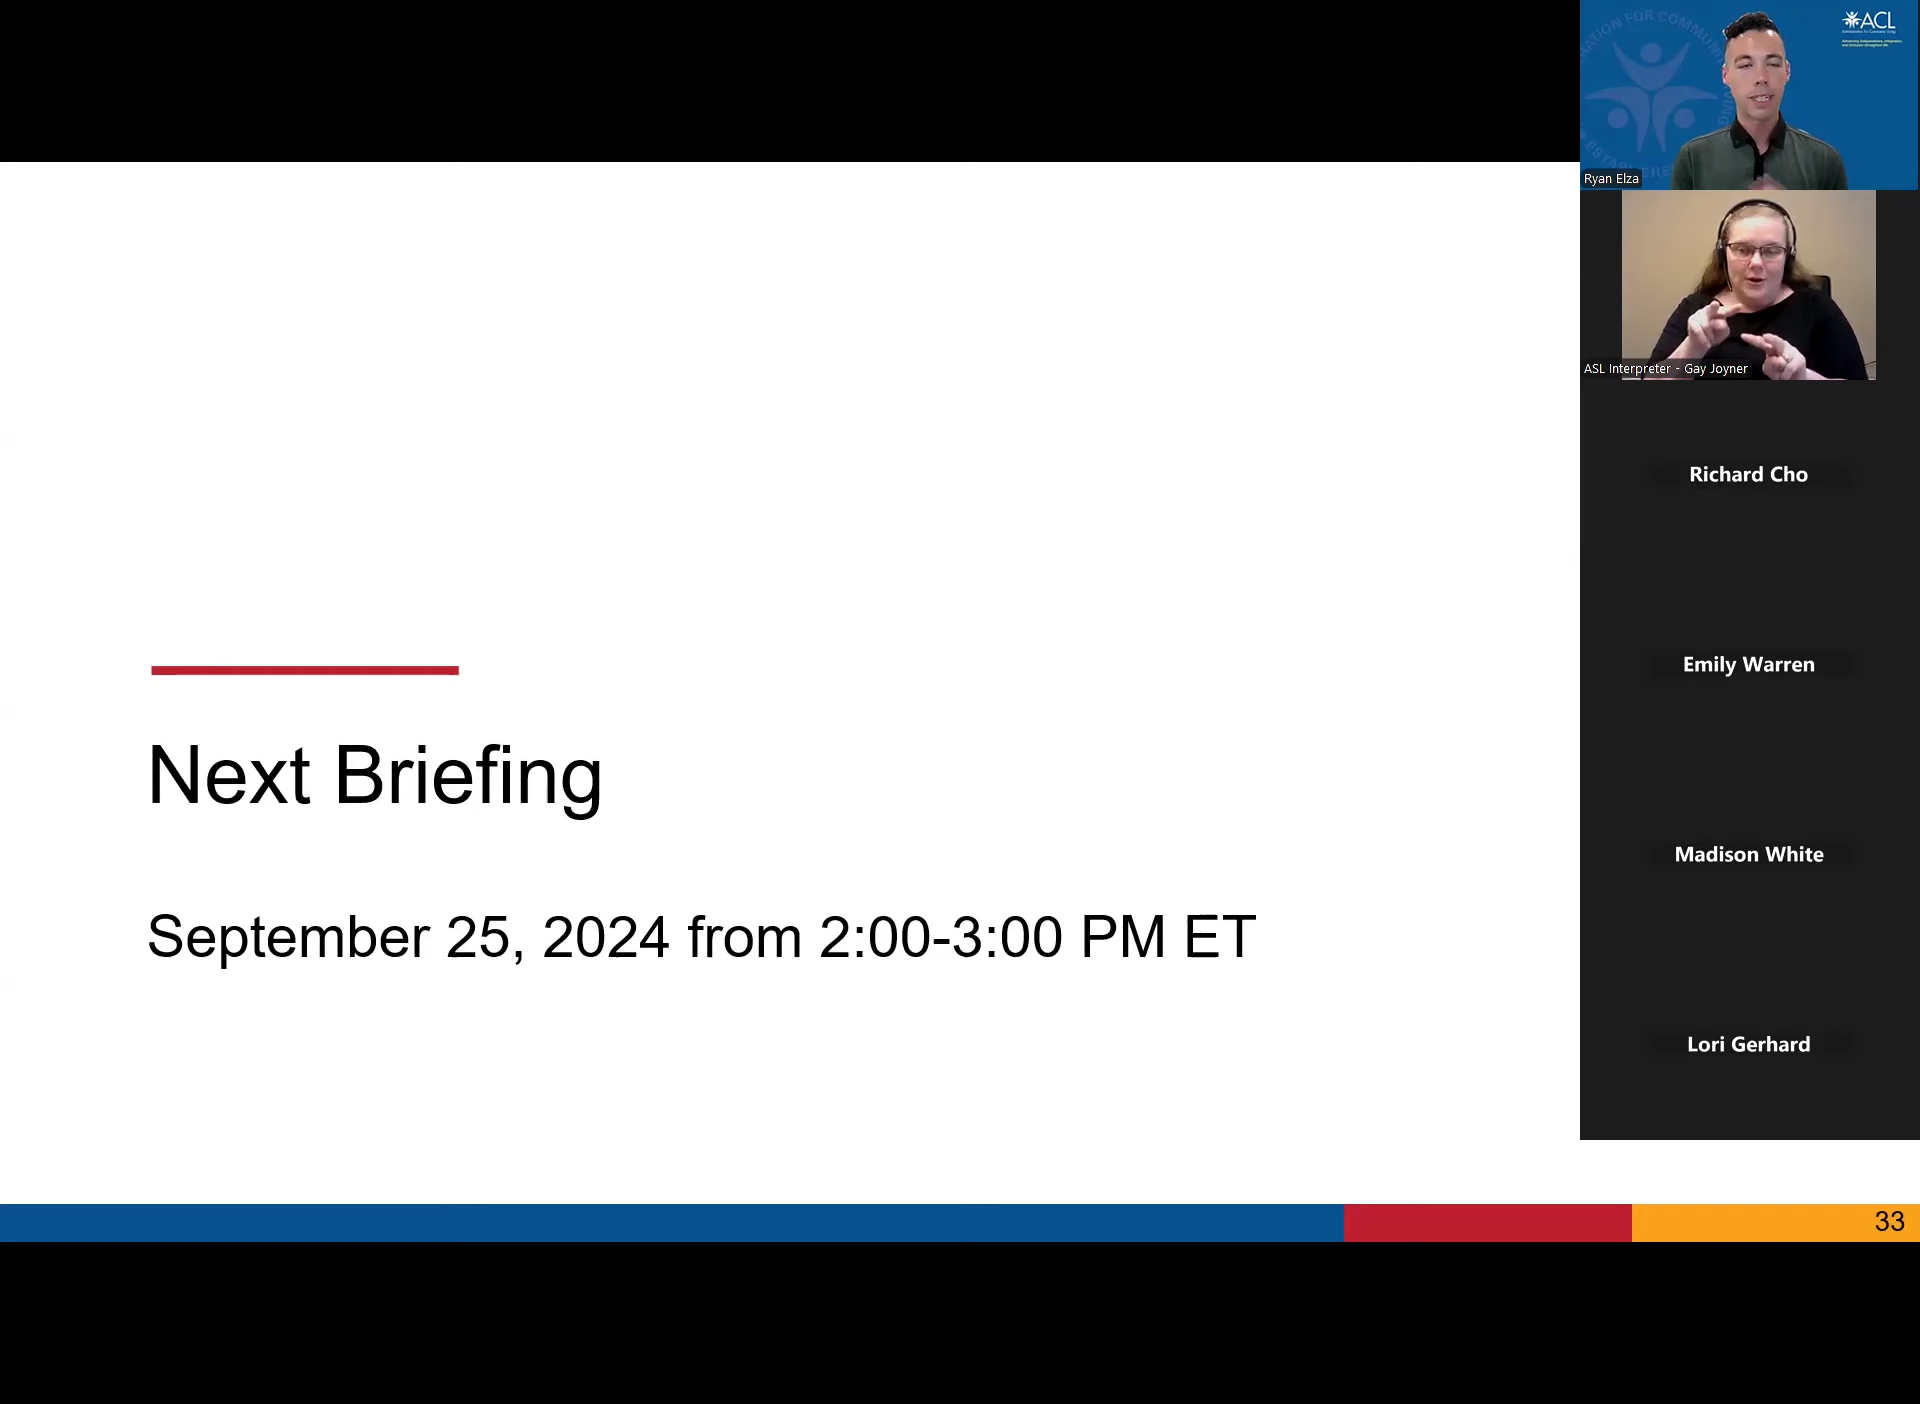 ACL
Ryan Elza
ASL Interpreter - Gay Joyner
Richard Cho
Emily Warren
Madison White
Lori Gerhard
Next Briefing
September 25, 2024 from 2:00-3:00 PM ET
33